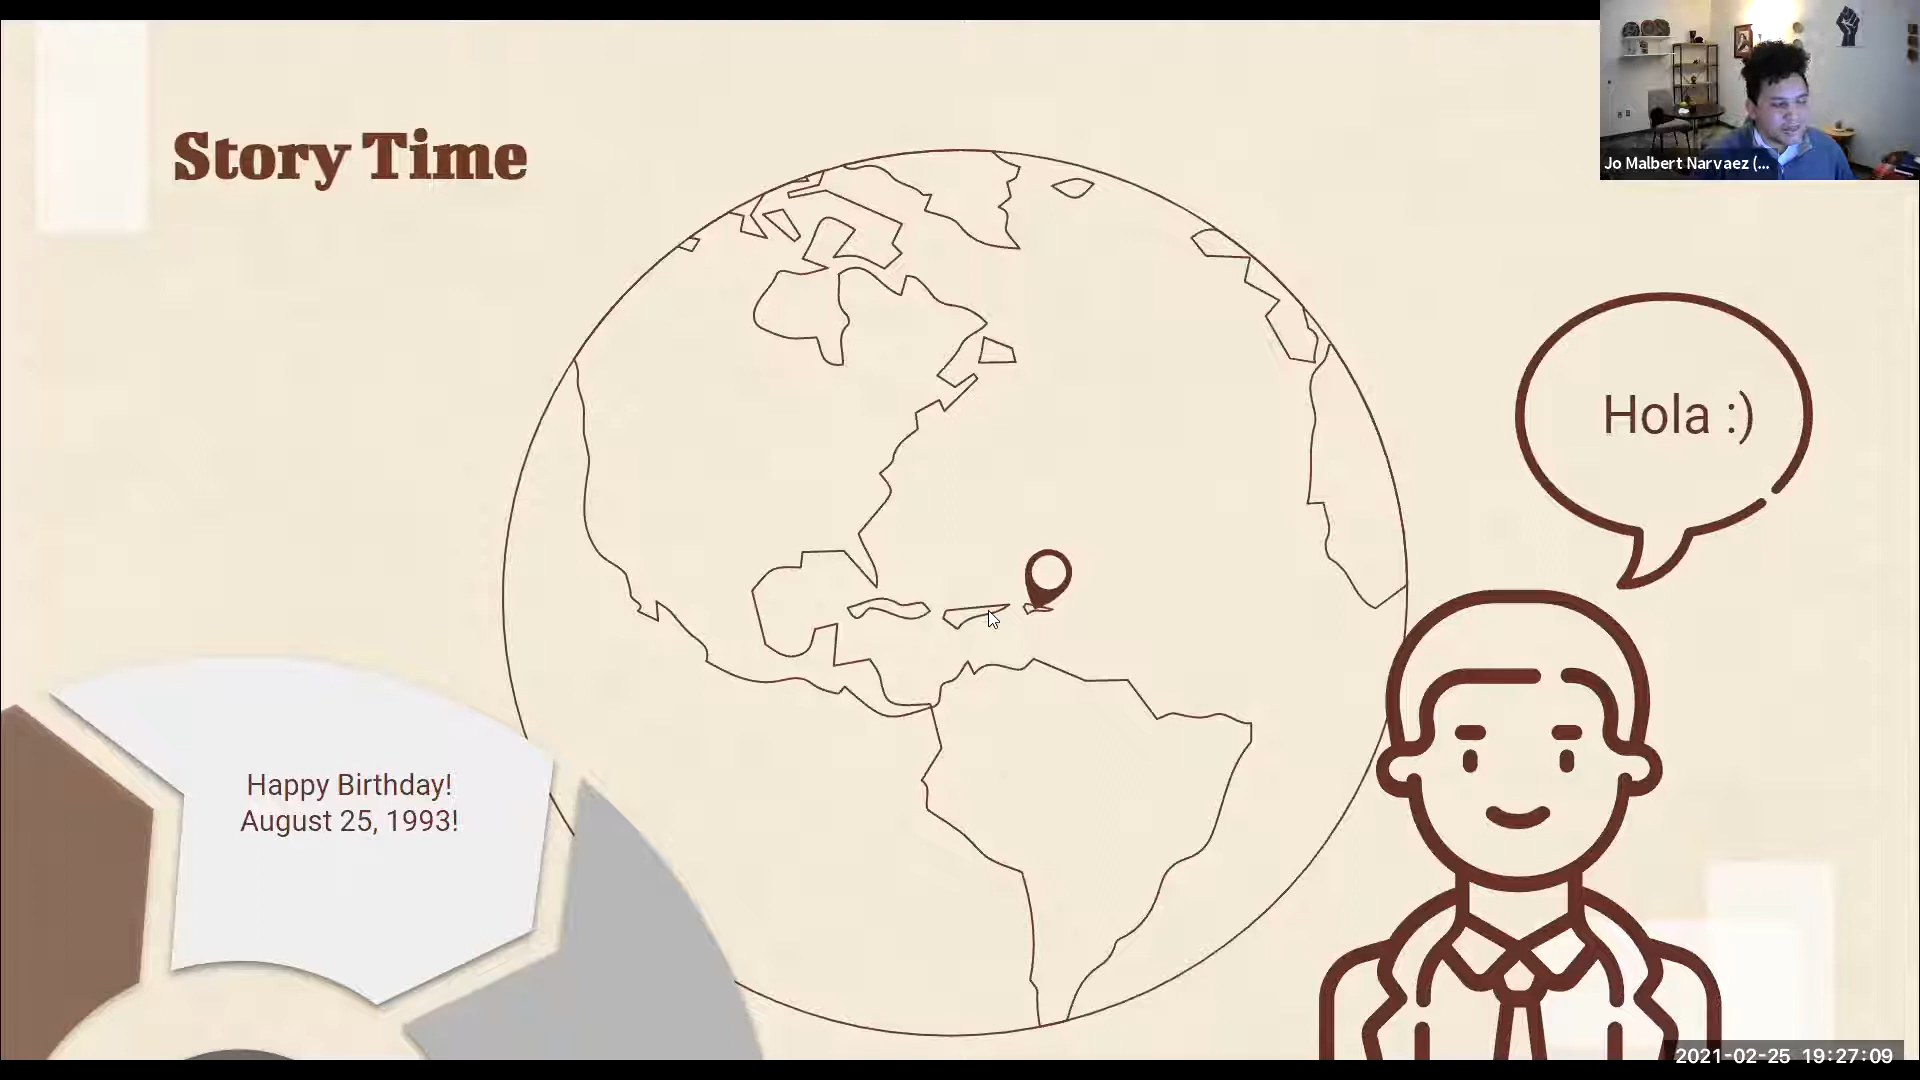 Story Time
Jo Malbert Narvaez (...
Hola :)
Happy Birthday!
August 25, 1993!
2021-02-25 19:27:09